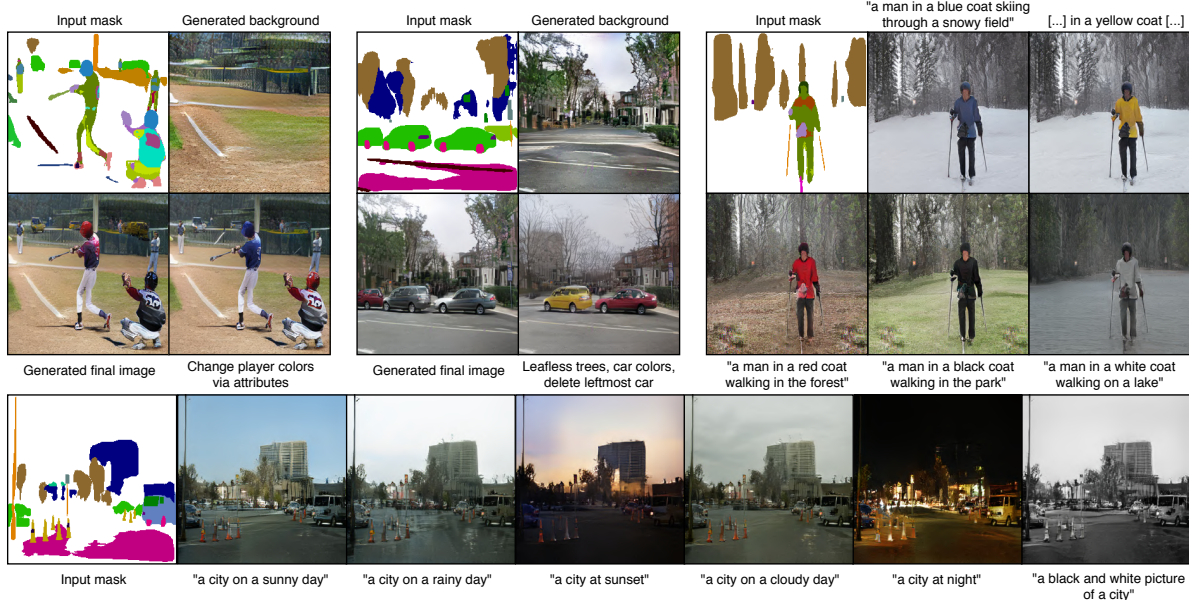 Input mask
Generated background
Input mask
Generated background
Input mask
"a man in a blue coat skiing
through a snowy field"
[...] in a yellow coat [...]
Generated final image
Change player colors
via attributes
Generated final image
Leafless trees, car colors,
delete leftmost car
"a man in a red coat
walking in the forest"
"a man in a black coat
walking in the park"
"a man in a white coat
walking on a lake"
Input mask
"a city on a sunny day"
"a city on a rainy day"
"a city at sunset"
"a city on a cloudy day"
"a city at night"
"a black and white picture
of a city"